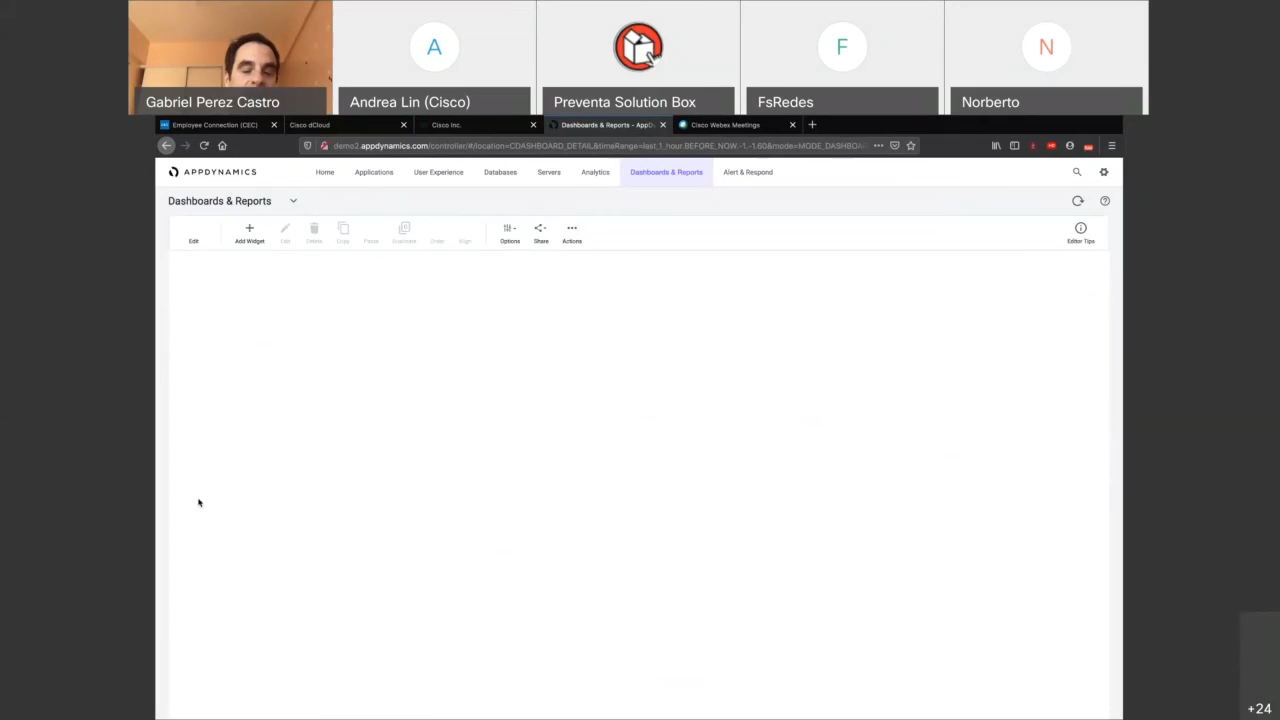 A
F
N
Gabriel Perez Castro
Andrea Lin (Cisco)
Preventa Solution Box
FsRedes
Norberto
Employee Connection (CEC)
Cisco dCloud
Cisco Inc.
Dashboards & Reports - AppDy
Cisco Webex Meetings
demo2.appdynamics.com/controller/#/location=CDASHBOARD_DETAIL&timeRange=last_1_hour.BEFORE_NOW.-1.-1.60&mode=MODE_DASHBOA
APPDYNAMICS
Home
Applications
User Experience
Databases
Servers
Analytics
Dashboards & Reports
Alert & Respond
Dashboards & Reports
Edit
Add Widget
Edit
Delete
Copy
Paste
Duplicate
Order
Align
Options
Share
Actions
Editor Tips
+24